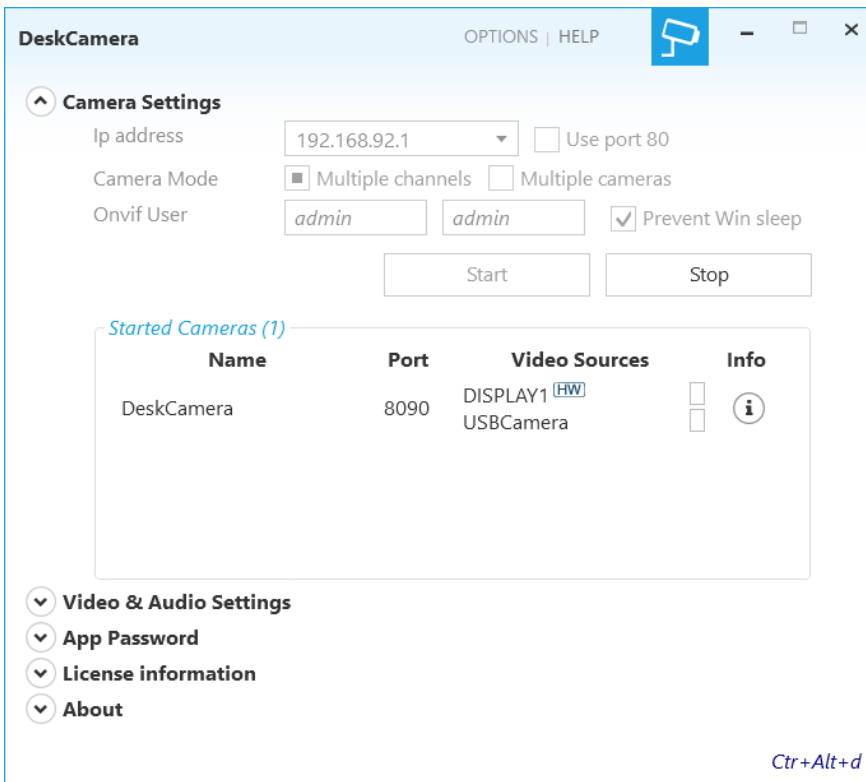 DeskCamera OPTIONS | HELP
Camera Settings
Ip address 192.168.92.1 Use port 80
Camera Mode Multiple channels Multiple cameras
Onvif User admin admin Prevent Win sleep
Start Stop
Started Cameras (1)
Name Port Video Sources Info
DISPLAY1 HW
DeskCamera 8090
USBCamera
Video & Audio Settings
App Password
License information
About
Ctr+Alt+d